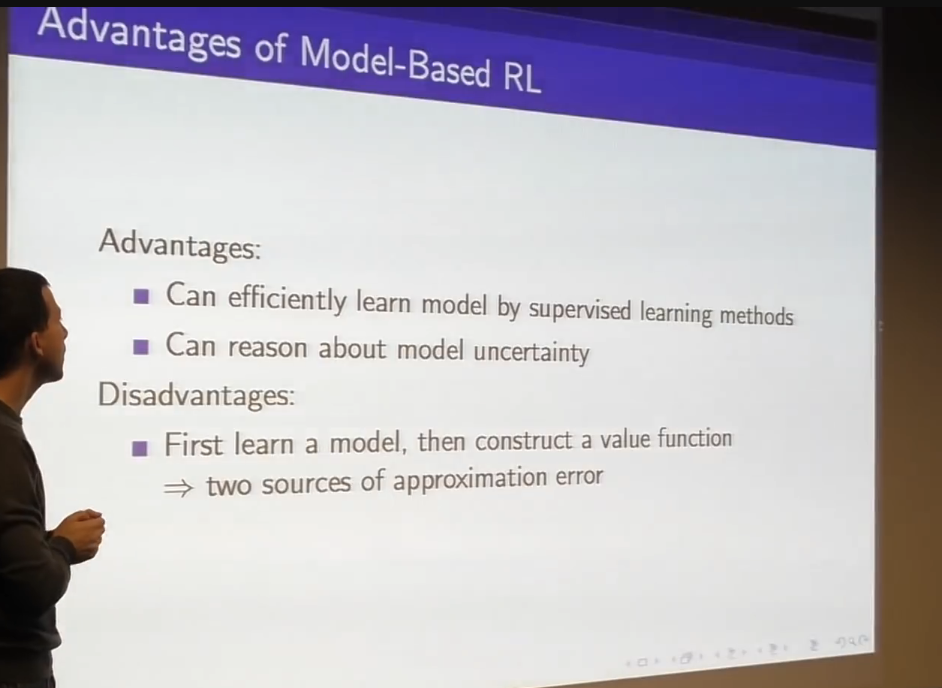 Advantages of Model-Based RL
Advantages:
Can efficiently learn model by supervised learning methods
Can reason about model uncertainty
Disadvantages:
First learn a model, then construct a value function
⇒ two sources of approximation error